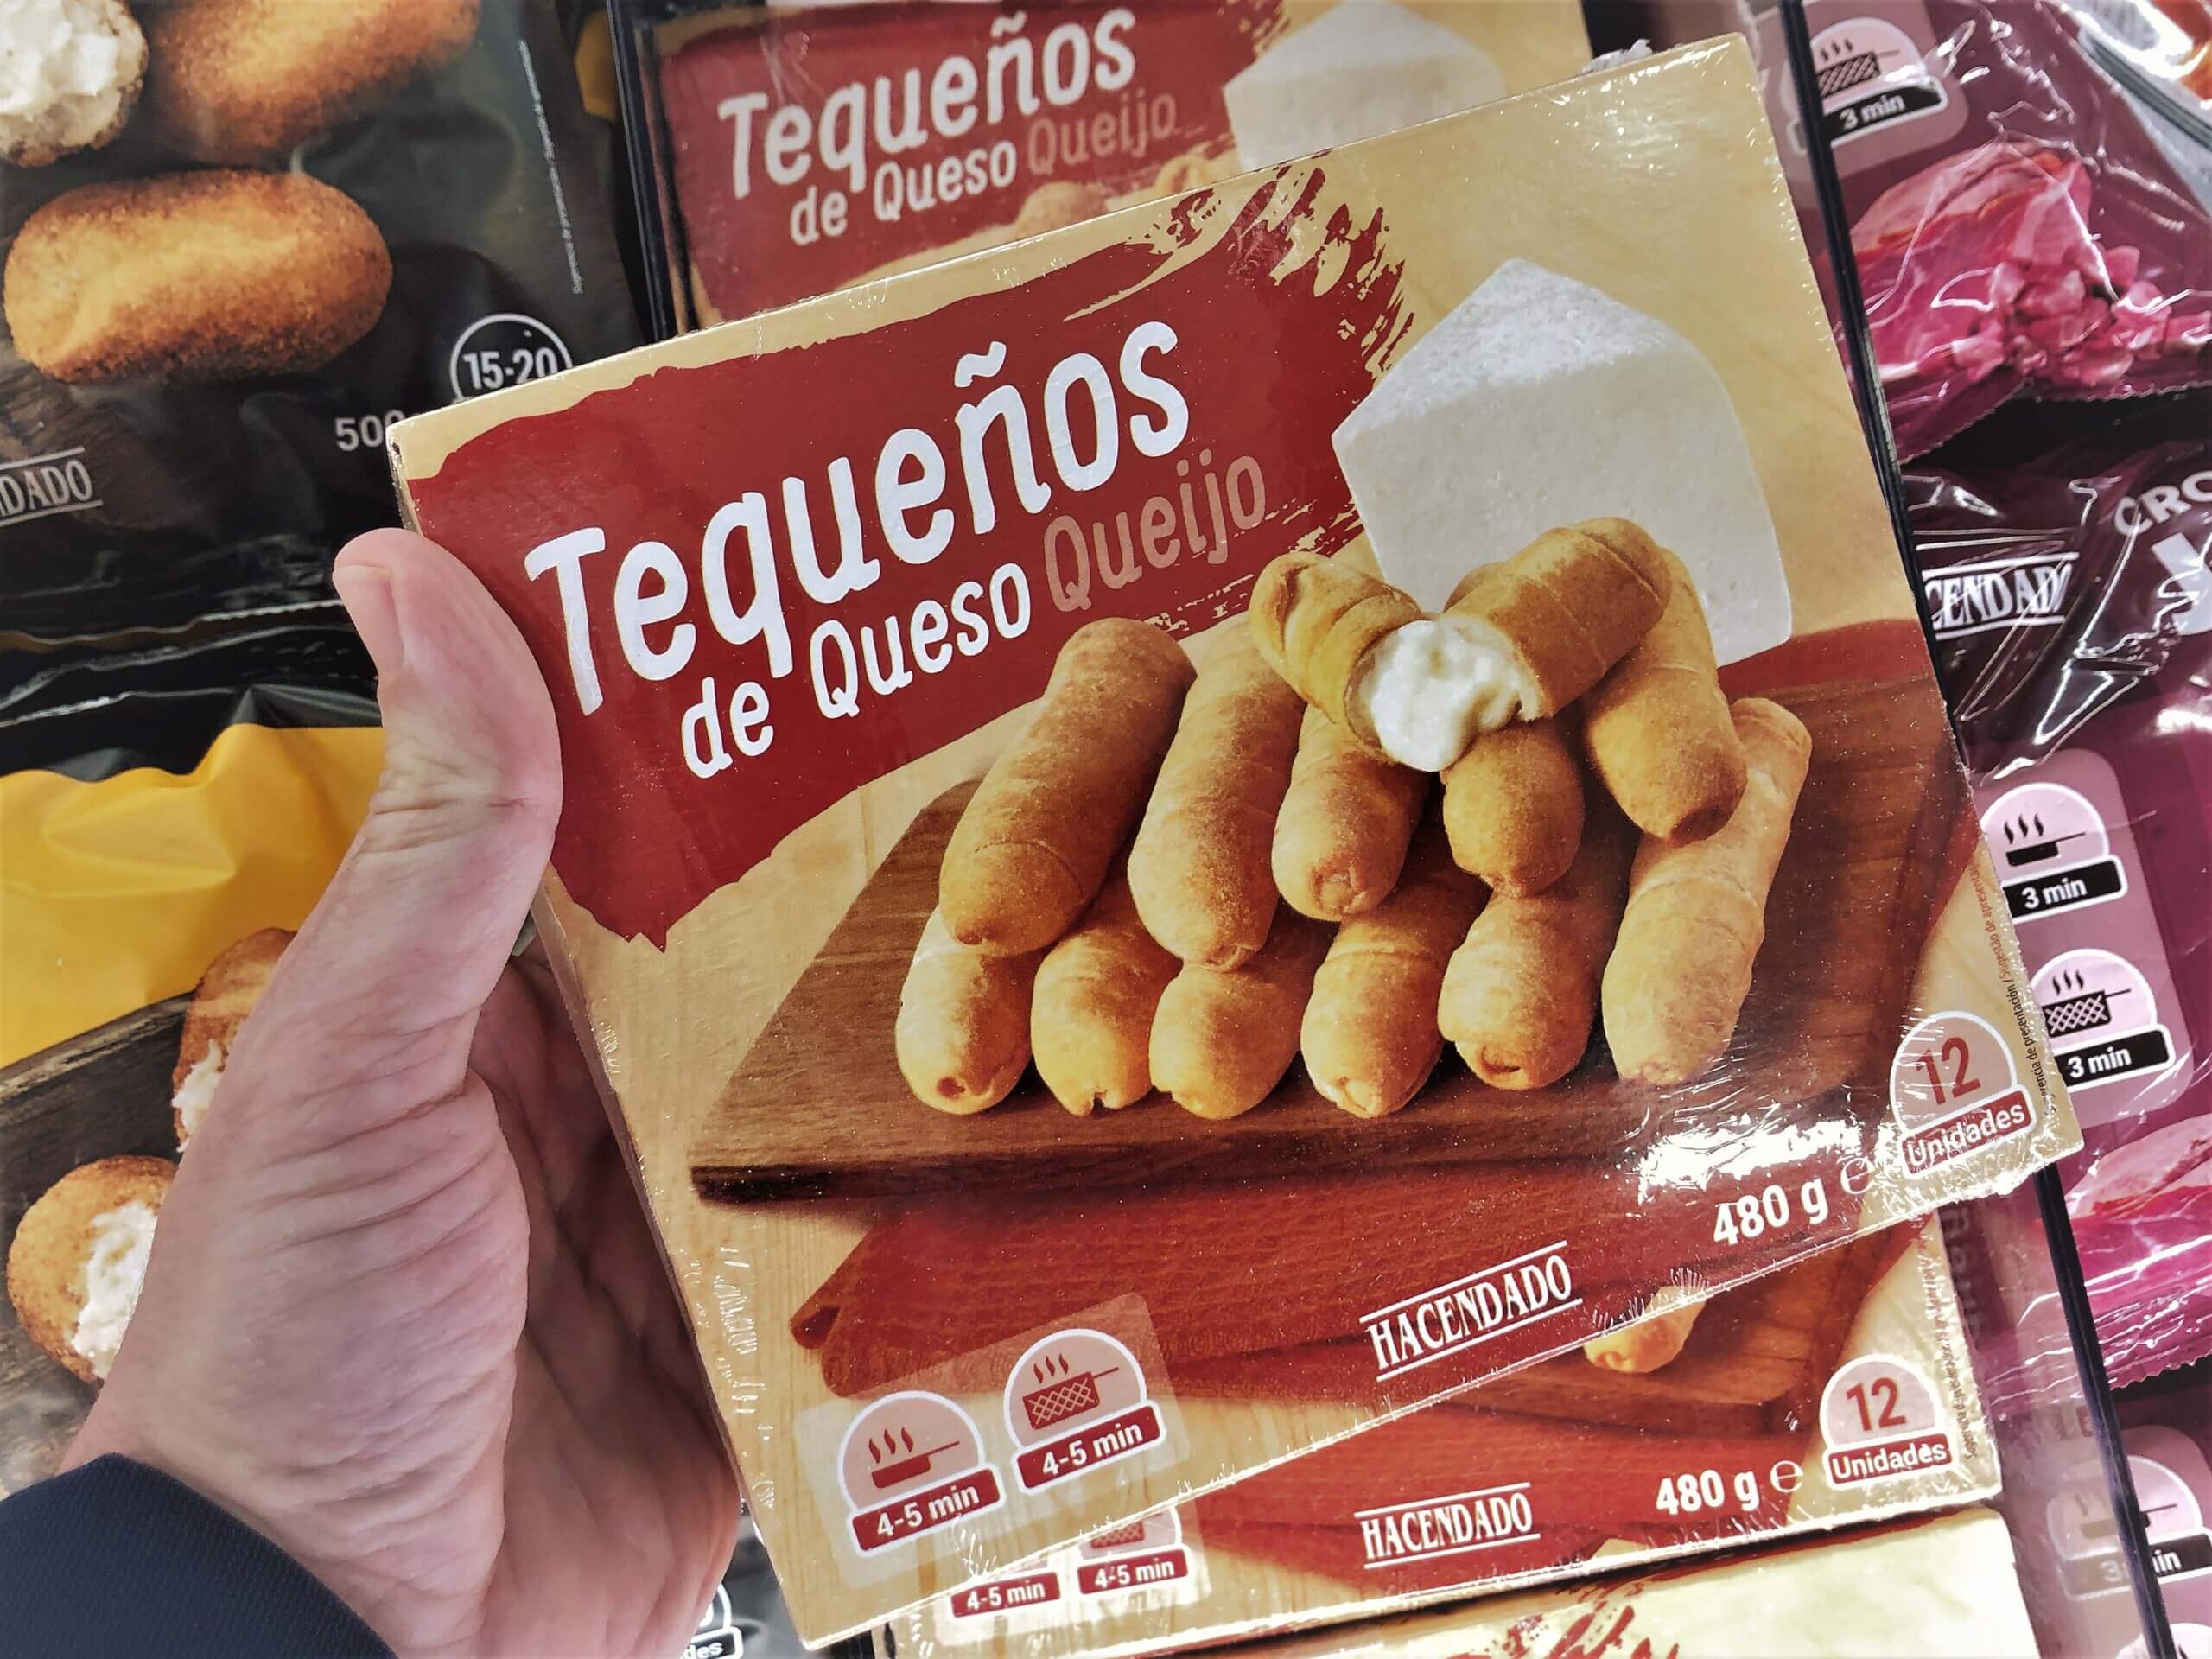 Tequeños
de Queso Queijo
3 min
15-20
Tequeños
de Queso Queijo
3 min
3 min
12
Unidades
480 g e
HACENDADO
4-5 min
4-5 min
12
Unidades
480 g e
HACENDADO
4-5 min
4-5 min